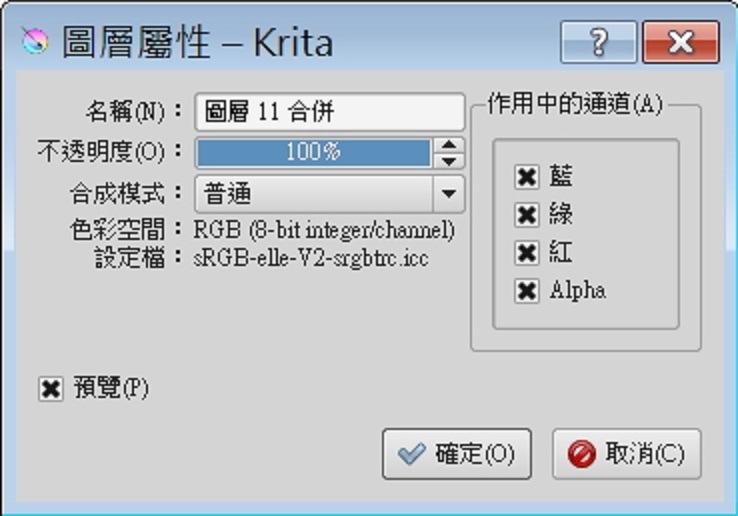 圖層屬性 – Krita
名稱(N)：圖層 11 合併
不透明度(O)：100%
合成模式：普通
色彩空間：RGB (8-bit integer/channel)
設定檔：sRGB-elle-V2-srgbtrc.icc
作用中的通道(A)
藍
綠
紅
Alpha
預覽(P)
確定(O)
取消(C)